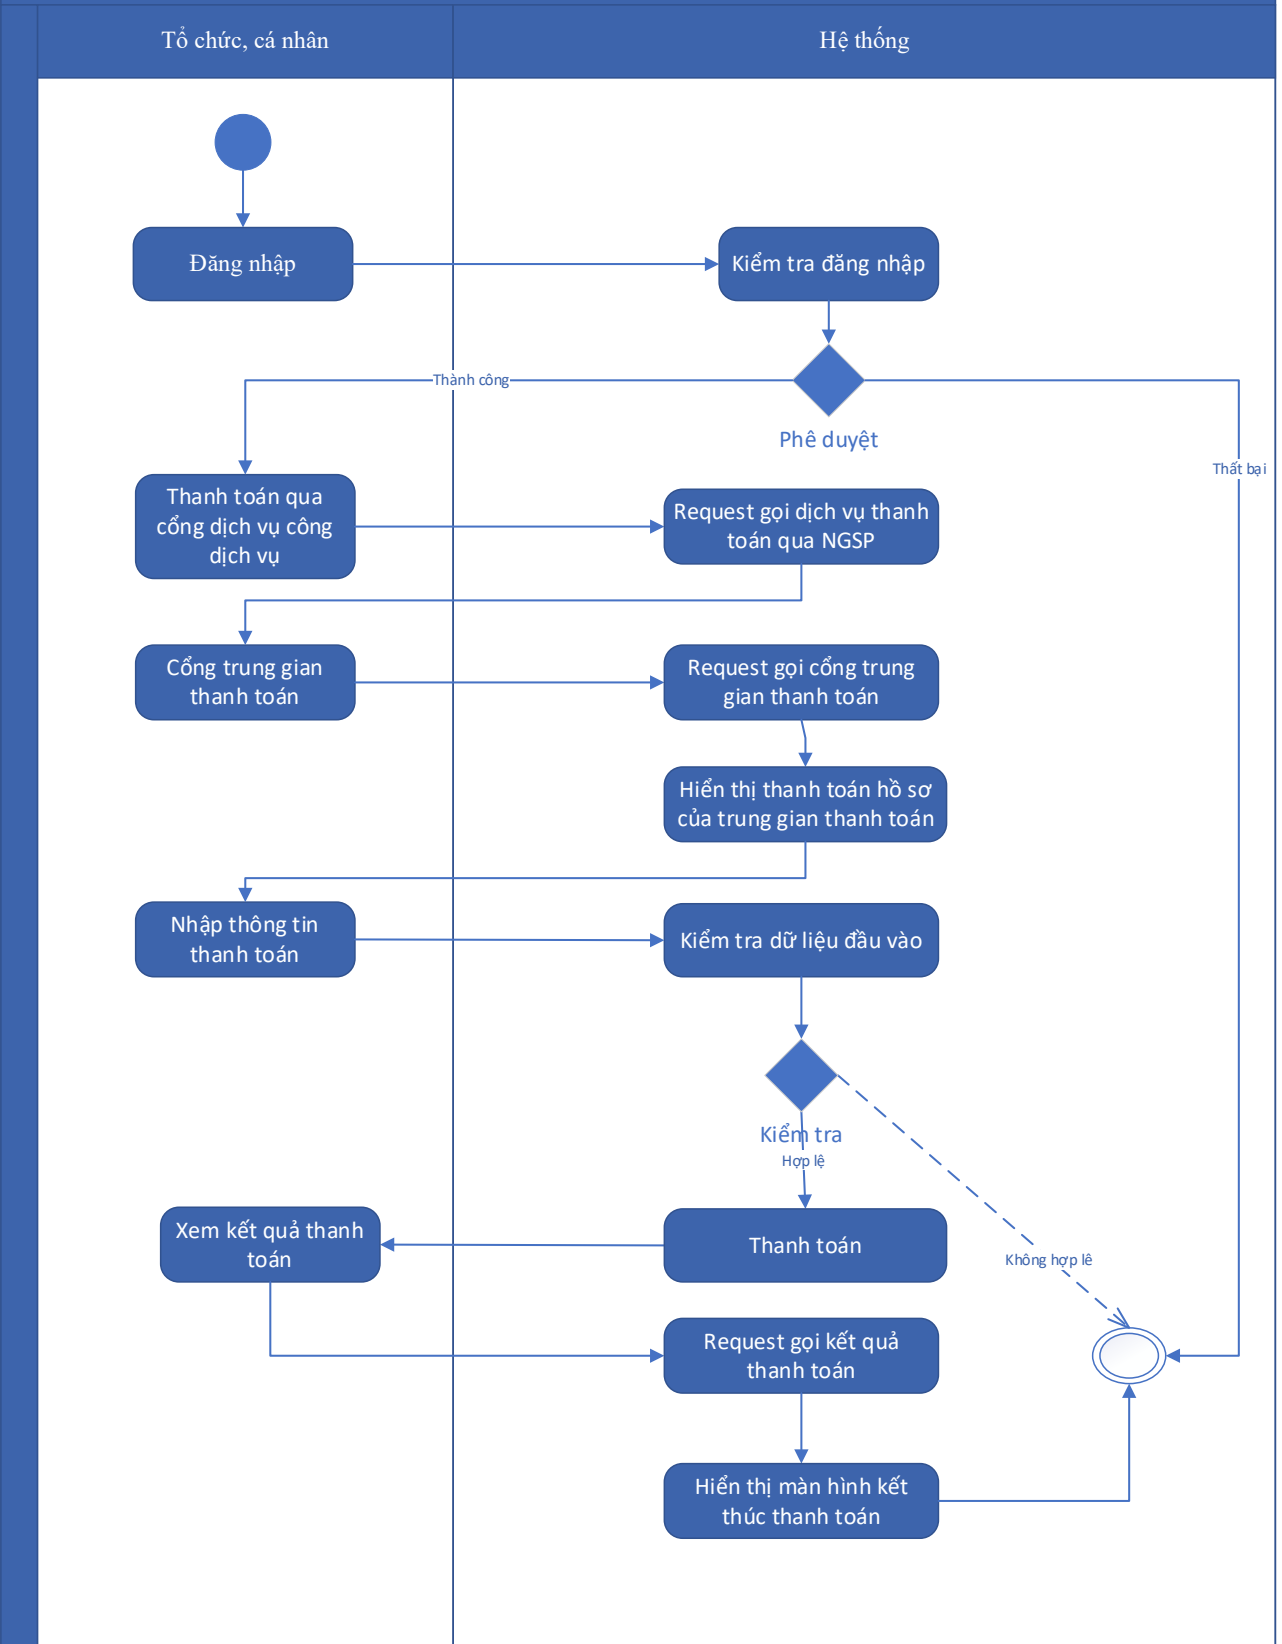 Tổ chức, cá nhân
Hệ thống
Đăng nhập
Kiểm tra đăng nhập
Thành công
Phê duyệt
Thất bại
Thanh toán qua
cổng dịch vụ công
dịch vụ
Request gọi dịch vụ thanh
toán qua NGSP
Cổng trung gian
thanh toán
Request gọi cổng trung
gian thanh toán
Hiển thị thanh toán hồ sơ
của trung gian thanh toán
Nhập thông tin
thanh toán
Kiểm tra dữ liệu đầu vào
Kiểm tra
Hợp lệ
Xem kết quả thanh
toán
Thanh toán
Không hợp lê
Request gọi kết quả
thanh toán
Hiển thị màn hình kết
thúc thanh toán